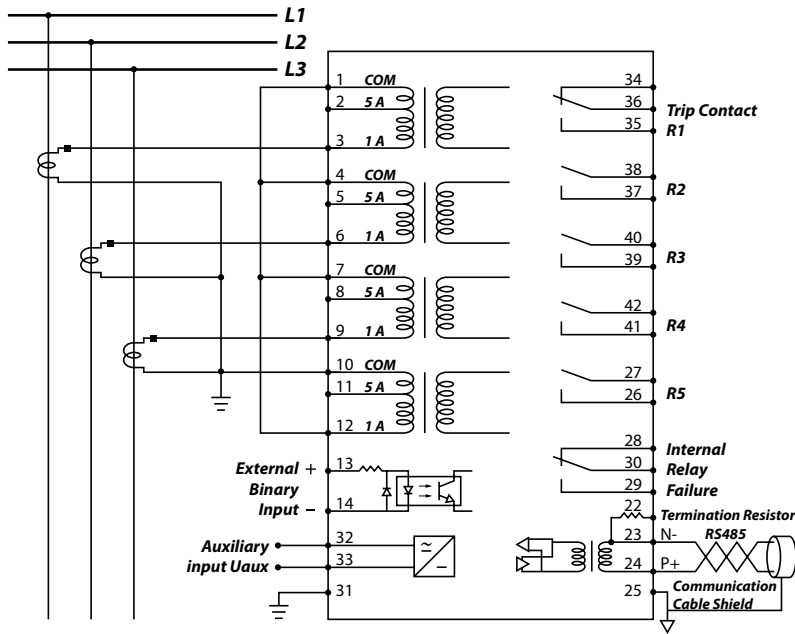 L1
L2
L3
1 COM
2 5 A
3 1 A
4 COM
5 5 A
6 1 A
7 COM
8 5 A
9 1 A
10 COM
11 5 A
12 1 A
External + 13
Binary
Input – 14
Auxiliary 32
input Uaux 33
31
34
36 Trip Contact
35 R1
38
37 R2
40
39 R3
42
41 R4
27
26 R5
28 Internal
30 Relay
29 Failure
22 Termination Resistor
23 N- RS485
24 P+
25 Communication
Cable Shield